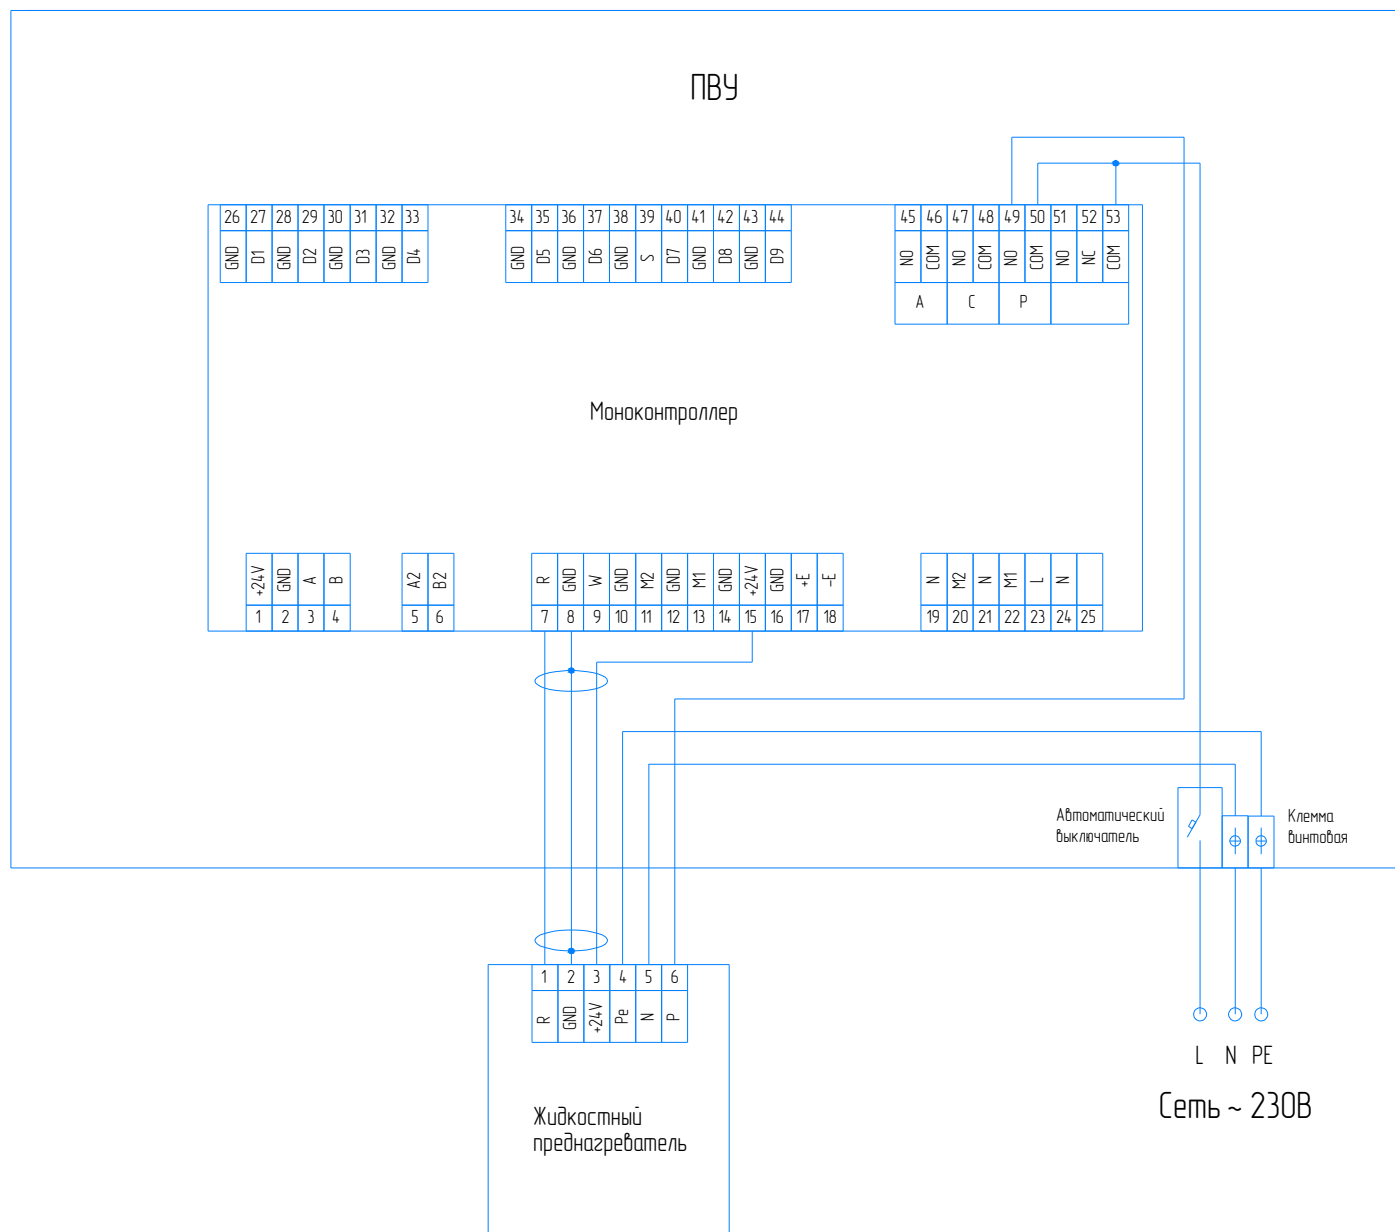 ПВУ
26 27 28 29 30 31 32 33
GND D1 GND D2 GND D3 GND D4
34 35 36 37 38 39 40 41 42 43 44
GND D5 GND D6 GND S D7 GND D8 GND D9
45 46 47 48 49 50 51 52 53
NO COM NO COM NO COM NO NC COM
A C P
Моноконтроллер
+24V GND A B
1 2 3 4
A2 B2
5 6
R GND W GND M2 GND M1 GND +24V GND +E -E
7 8 9 10 11 12 13 14 15 16 17 18
N M2 N M1 L N
19 20 21 22 23 24 25
Автоматический
выключатель
Клемма
винтовая
1 2 3 4 5 6
R GND +24V Pe N P
Жидкостный
преднагреватель
L N PE
Сеть ~ 230В